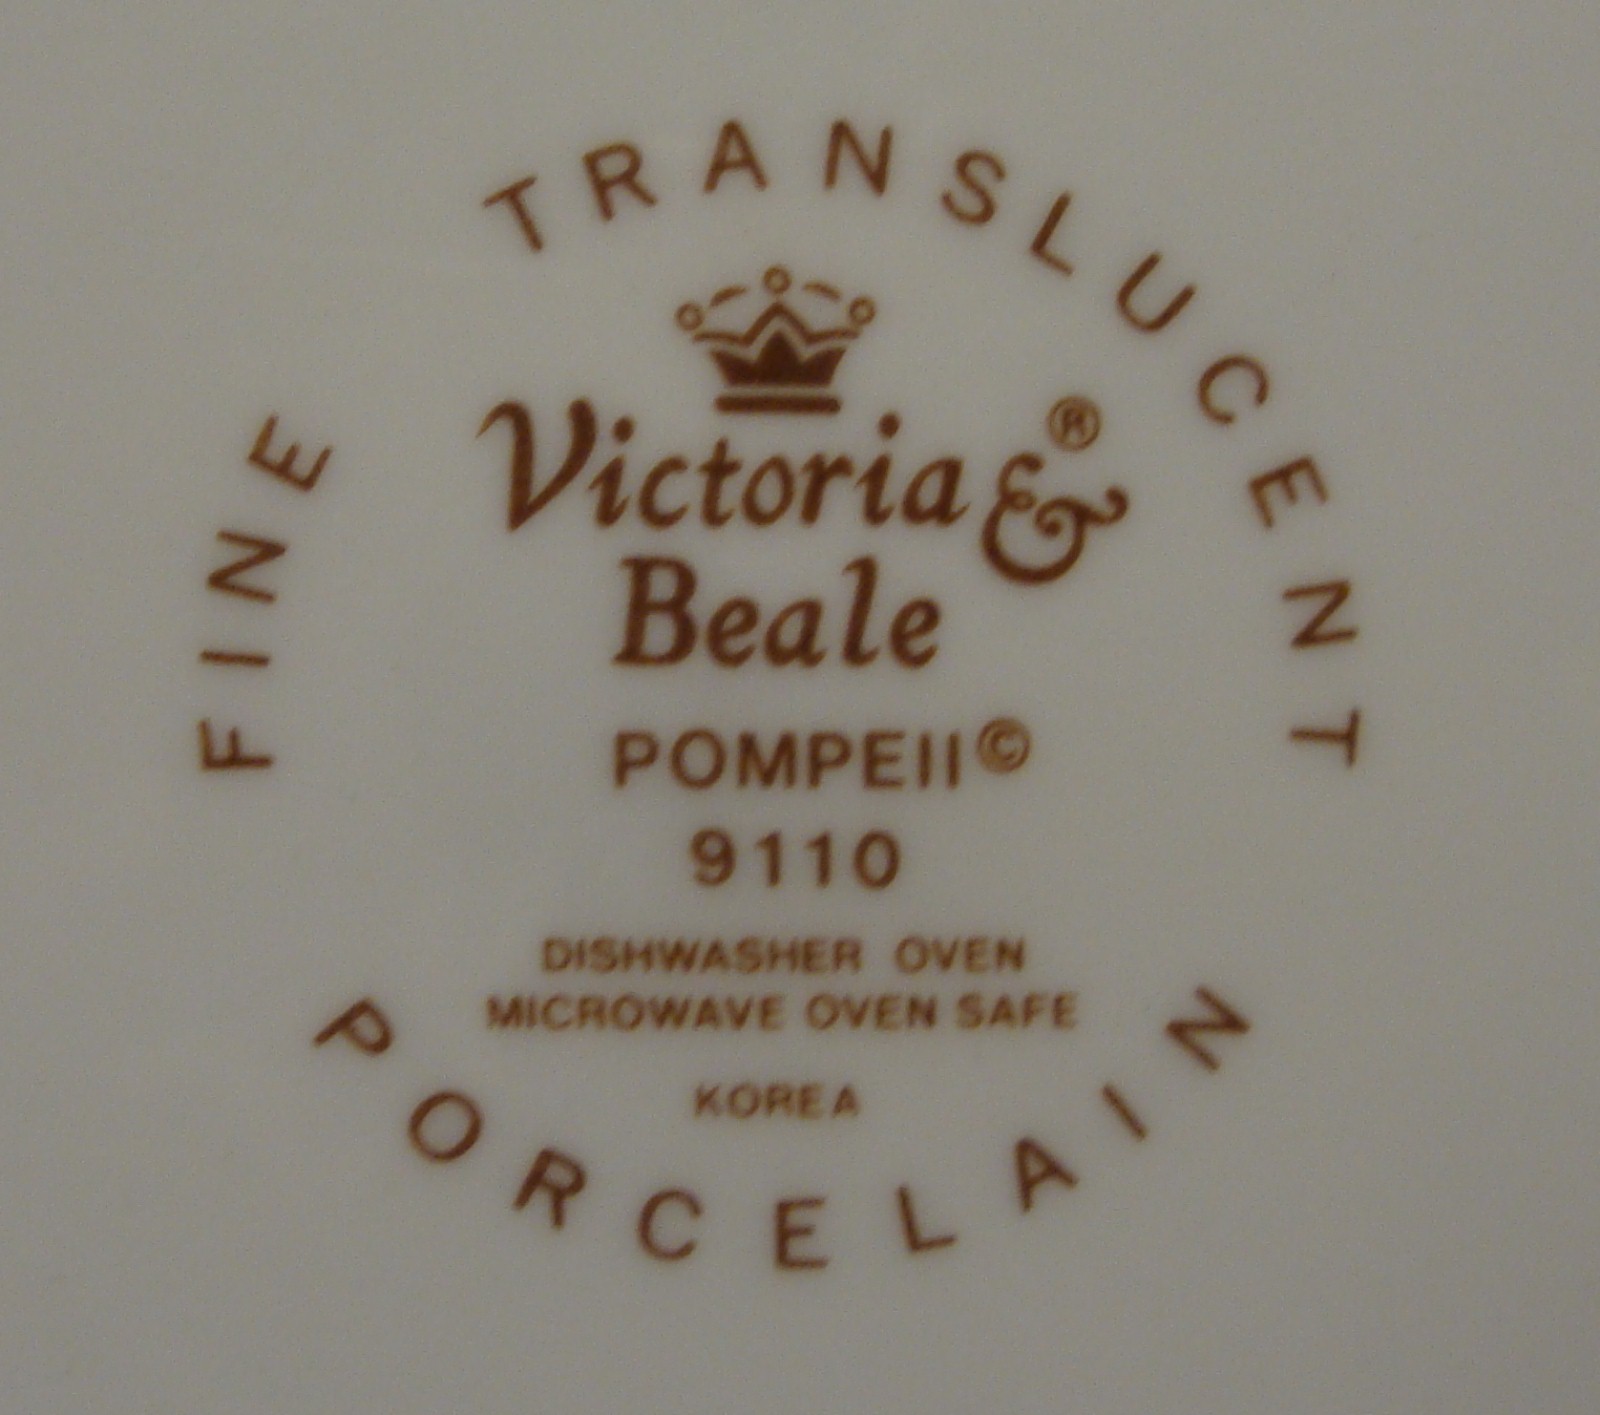 FINE TRANSLUCENT
Victoria &®
Beale
POMPEII©
9110
DISHWASHER OVEN
MICROWAVE OVEN SAFE
KOREA
PORCELAIN